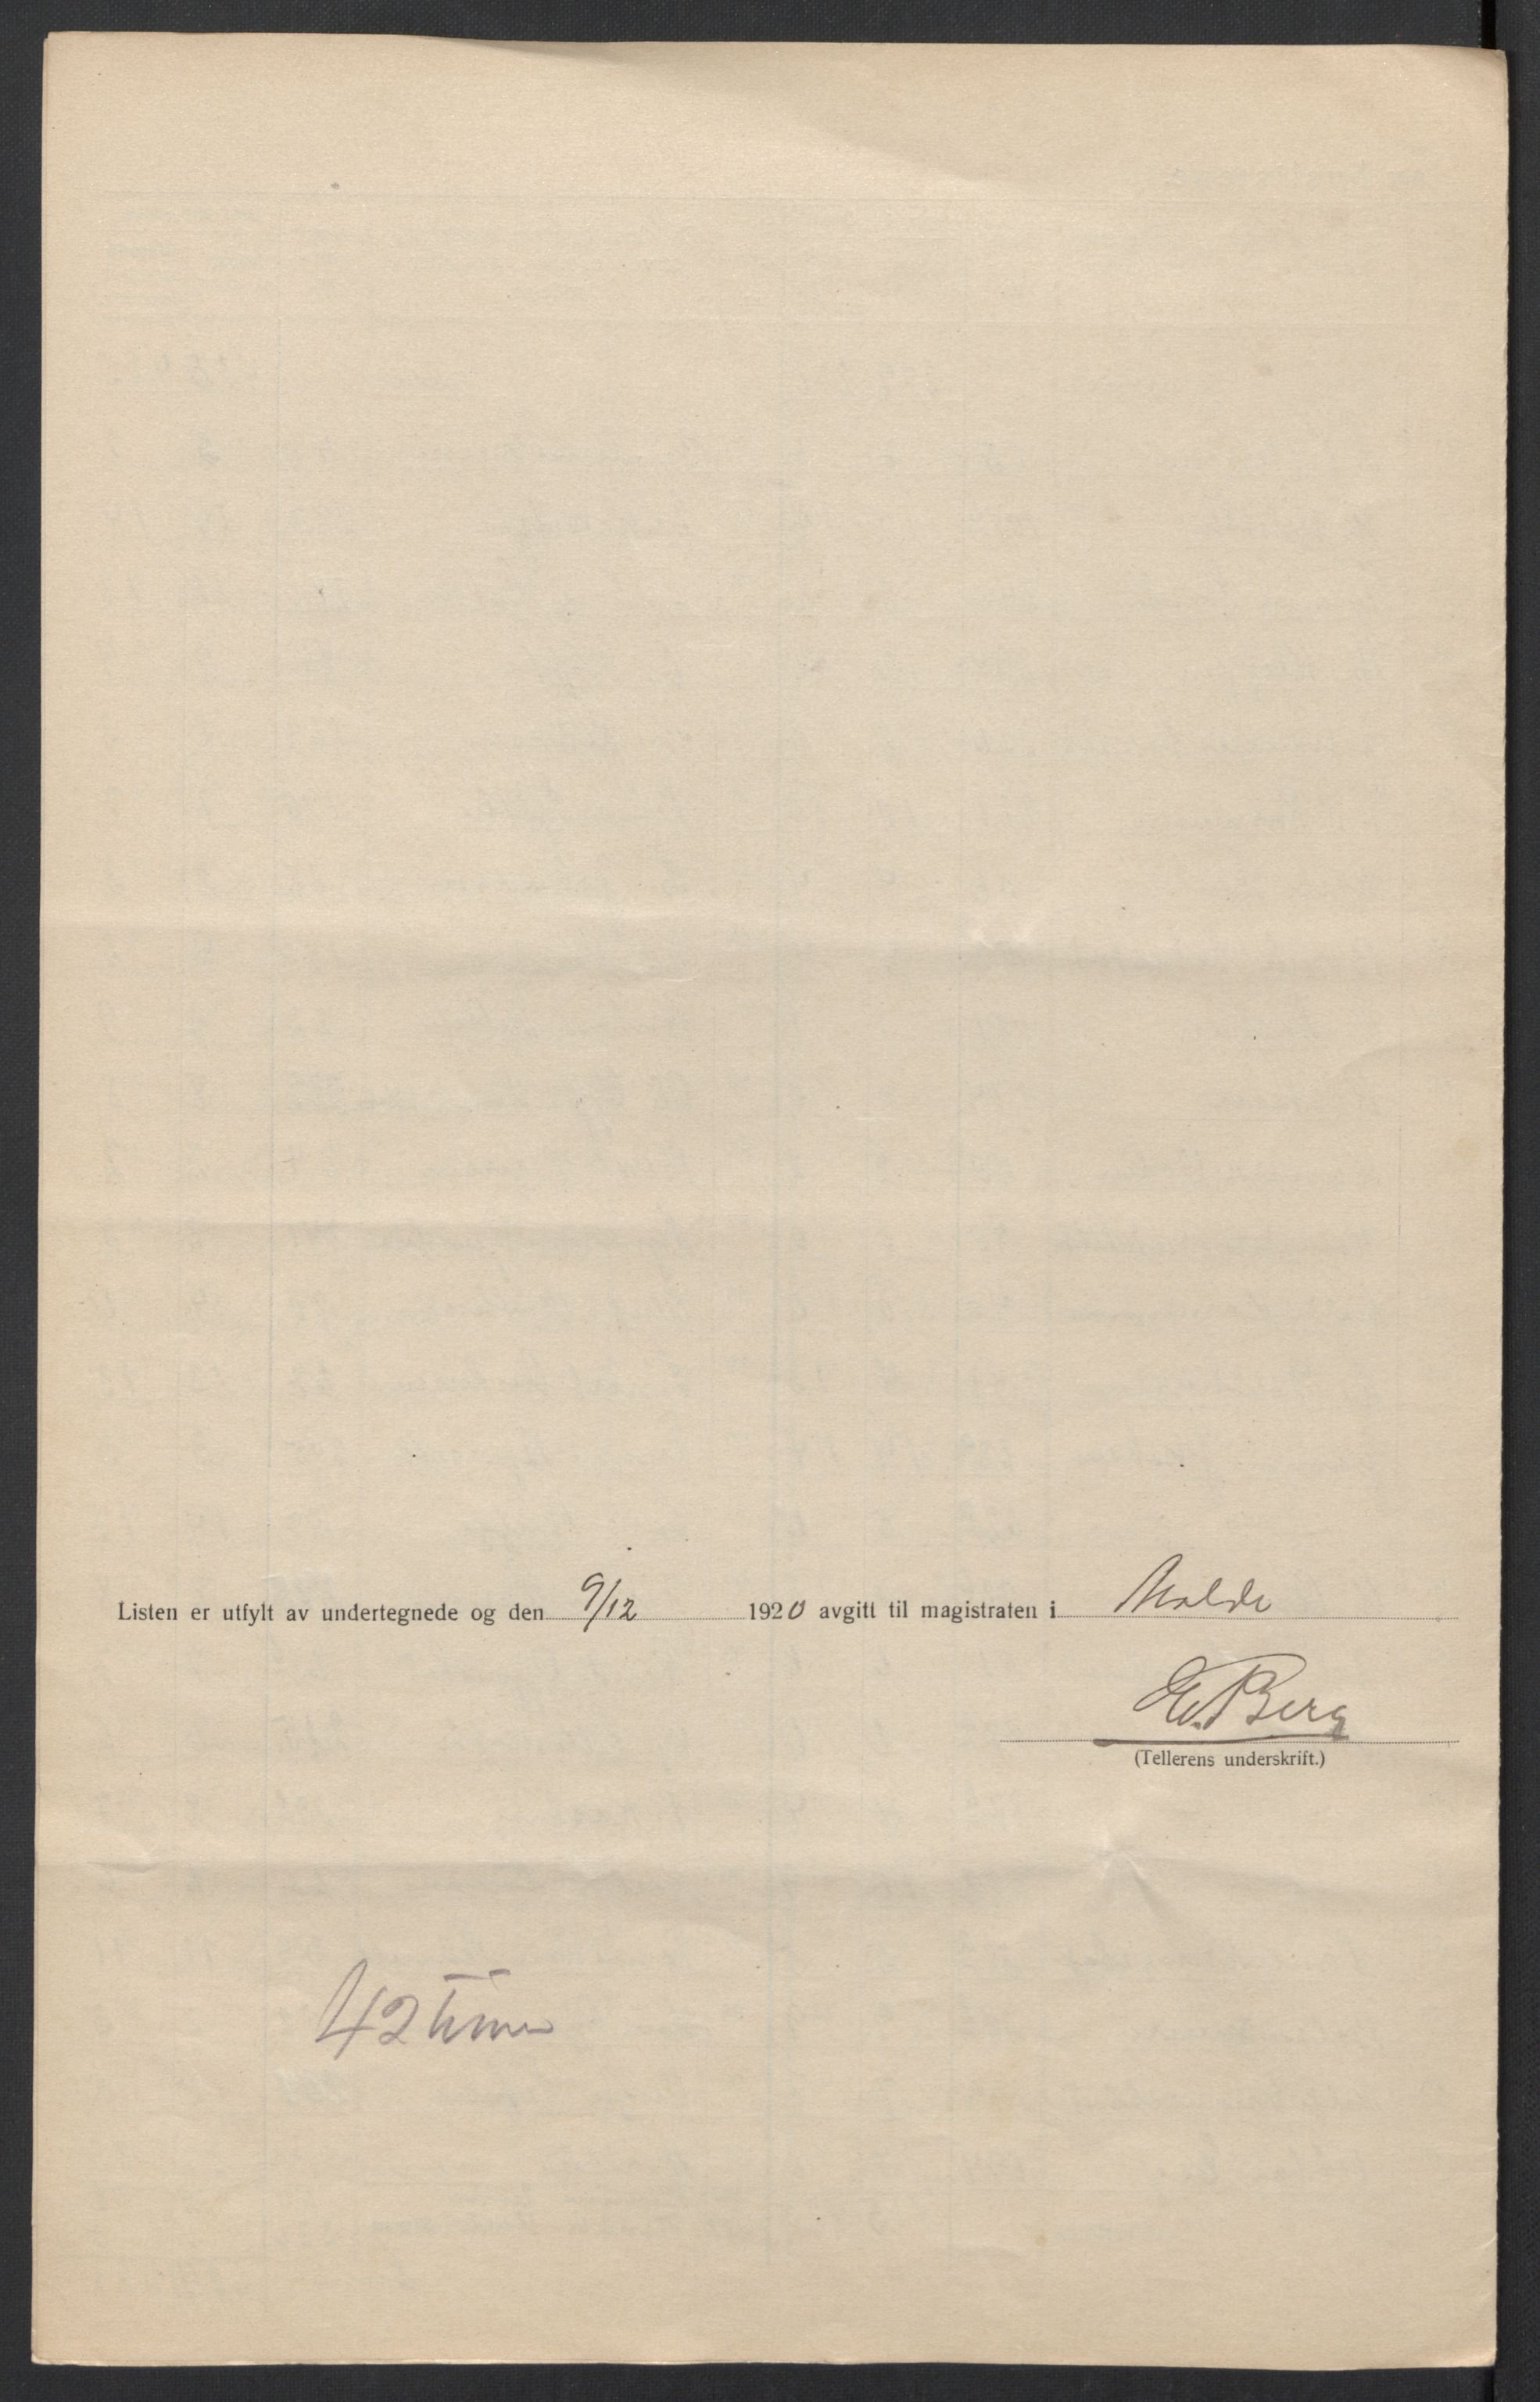 Listen er utfylt av undertegnede og den 9/12 1920 avgitt til magistraten i Molde
E. Berg
(Tellerens underskrift.)
42 timer